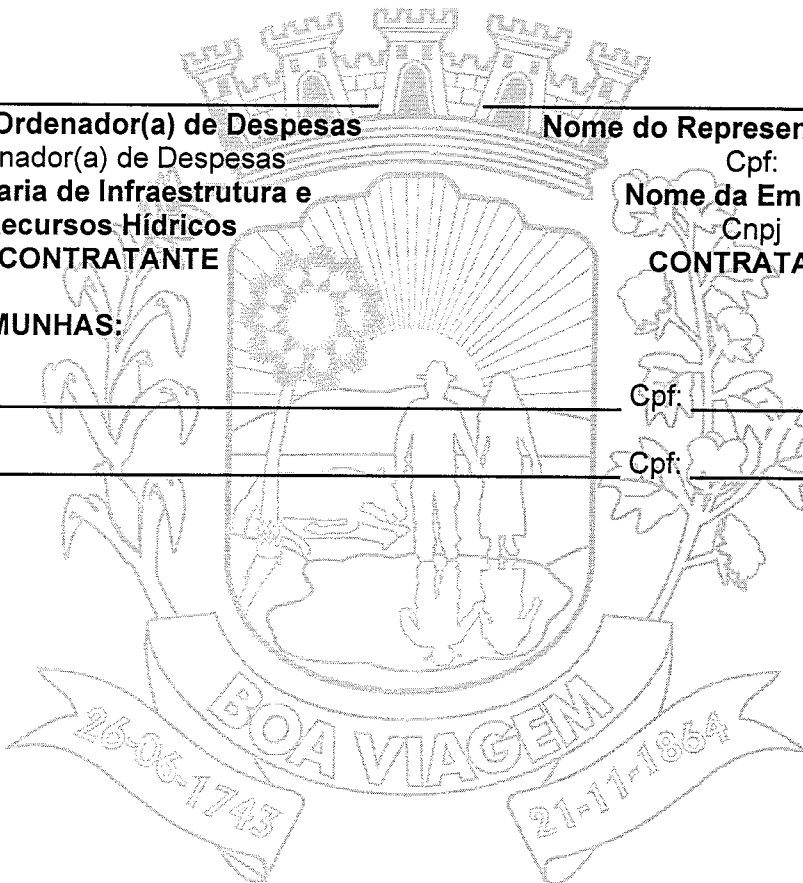 Ordenador(a) de Despesas
nador(a) de Despesas
aria de Infraestrutura e
ecursos Hídricos
CONTRATANTE
Nome do Represen
Cpf:
Nome da Em
Cnpj
CONTRATA
MUNHAS:
Cpf:
Cpf:
BOA VIAGEM
26-06-1743
21-11-1864